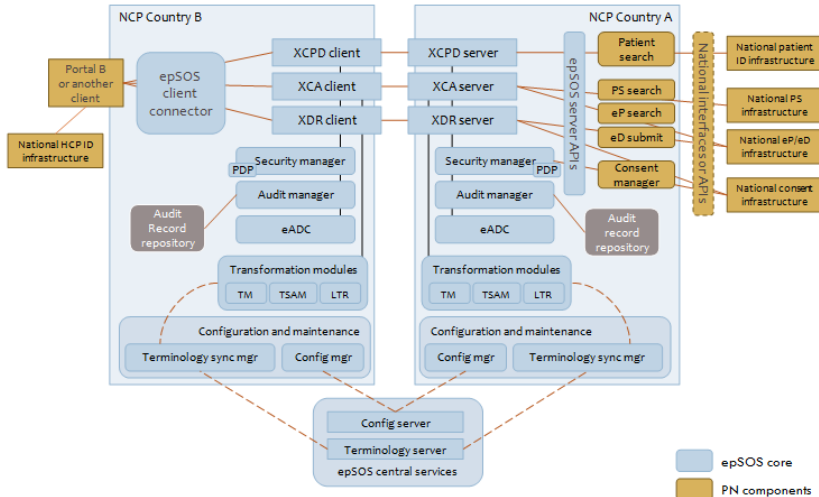 NCP Country B
NCP Country A
Portal B
or another
client
National HCP ID
infrastructure
epSOS
client
connector
XCPD client
XCA client
XDR client
XCPD server
XCA server
XDR server
epSOS server APIs
Patient
search
PS search
eP search
eD submit
Consent
manager
National Interfaces or APIs
National patient
ID infrastructure
National PS
infrastructure
National eP/eD
infrastructure
National consent
infrastructure
Security manager
PDP
Audit manager
eADC
Audit
Record
repository
Security manager
PDP
Audit manager
eADC
Audit
record
repository
Transformation modules
TM
TSAM
LTR
Transformation modules
TM
TSAM
LTR
Configuration and maintenance
Terminology sync mgr
Config mgr
Configuration and maintenance
Config mgr
Terminology sync mgr
Config server
Terminology server
epSOS central services
epSOS core
PN components